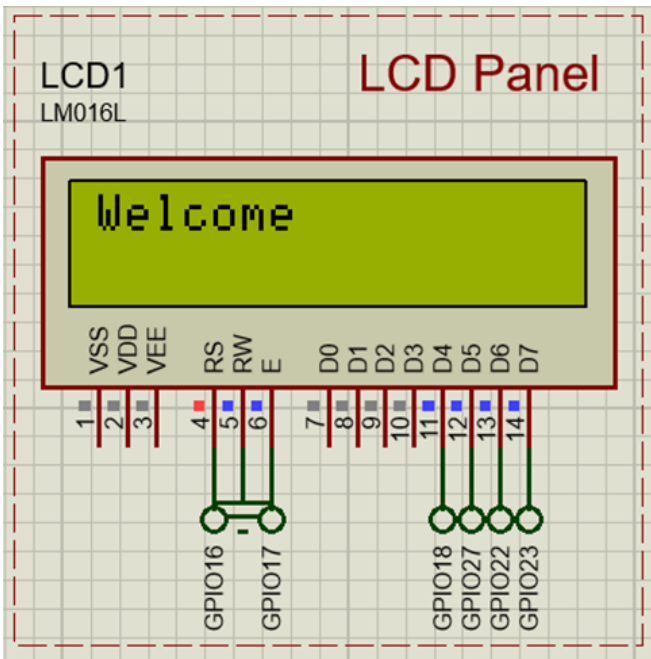 LCD1
LCD Panel
LM016L
Welcome
VSS VDD VEE RS RW E D0 D1 D2 D3 D4 D5 D6 D7
1 2 3 4 5 6 7 8 9 10 11 12 13 14
GPIO16 GPIO17 GPIO18 GPIO27 GPIO22 GPIO23